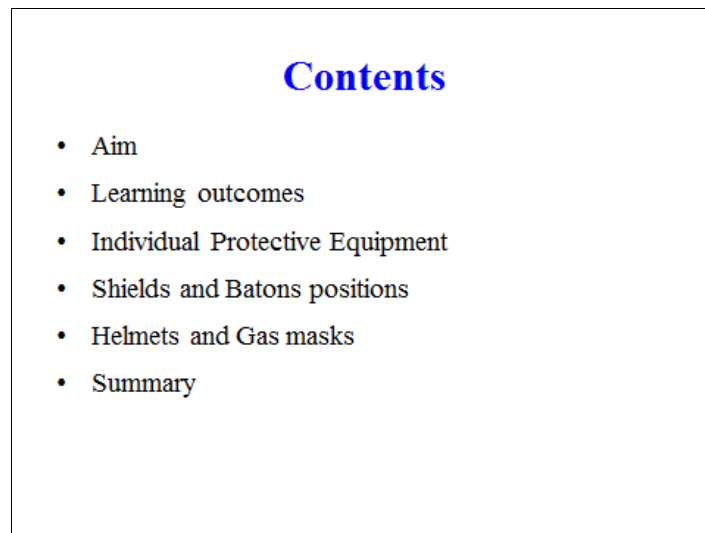 Contents
• Aim
• Learning outcomes
• Individual Protective Equipment
• Shields and Batons positions
• Helmets and Gas masks
• Summary